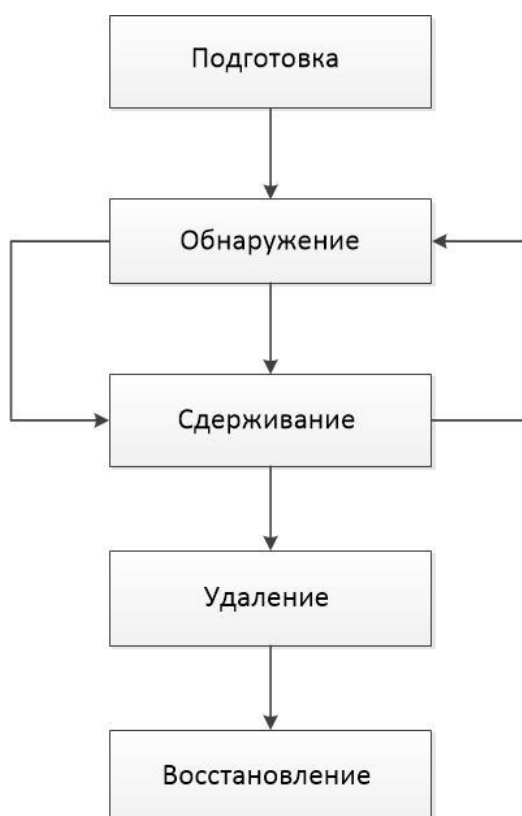 Подготовка
Обнаружение
Сдерживание
Удаление
Восстановление